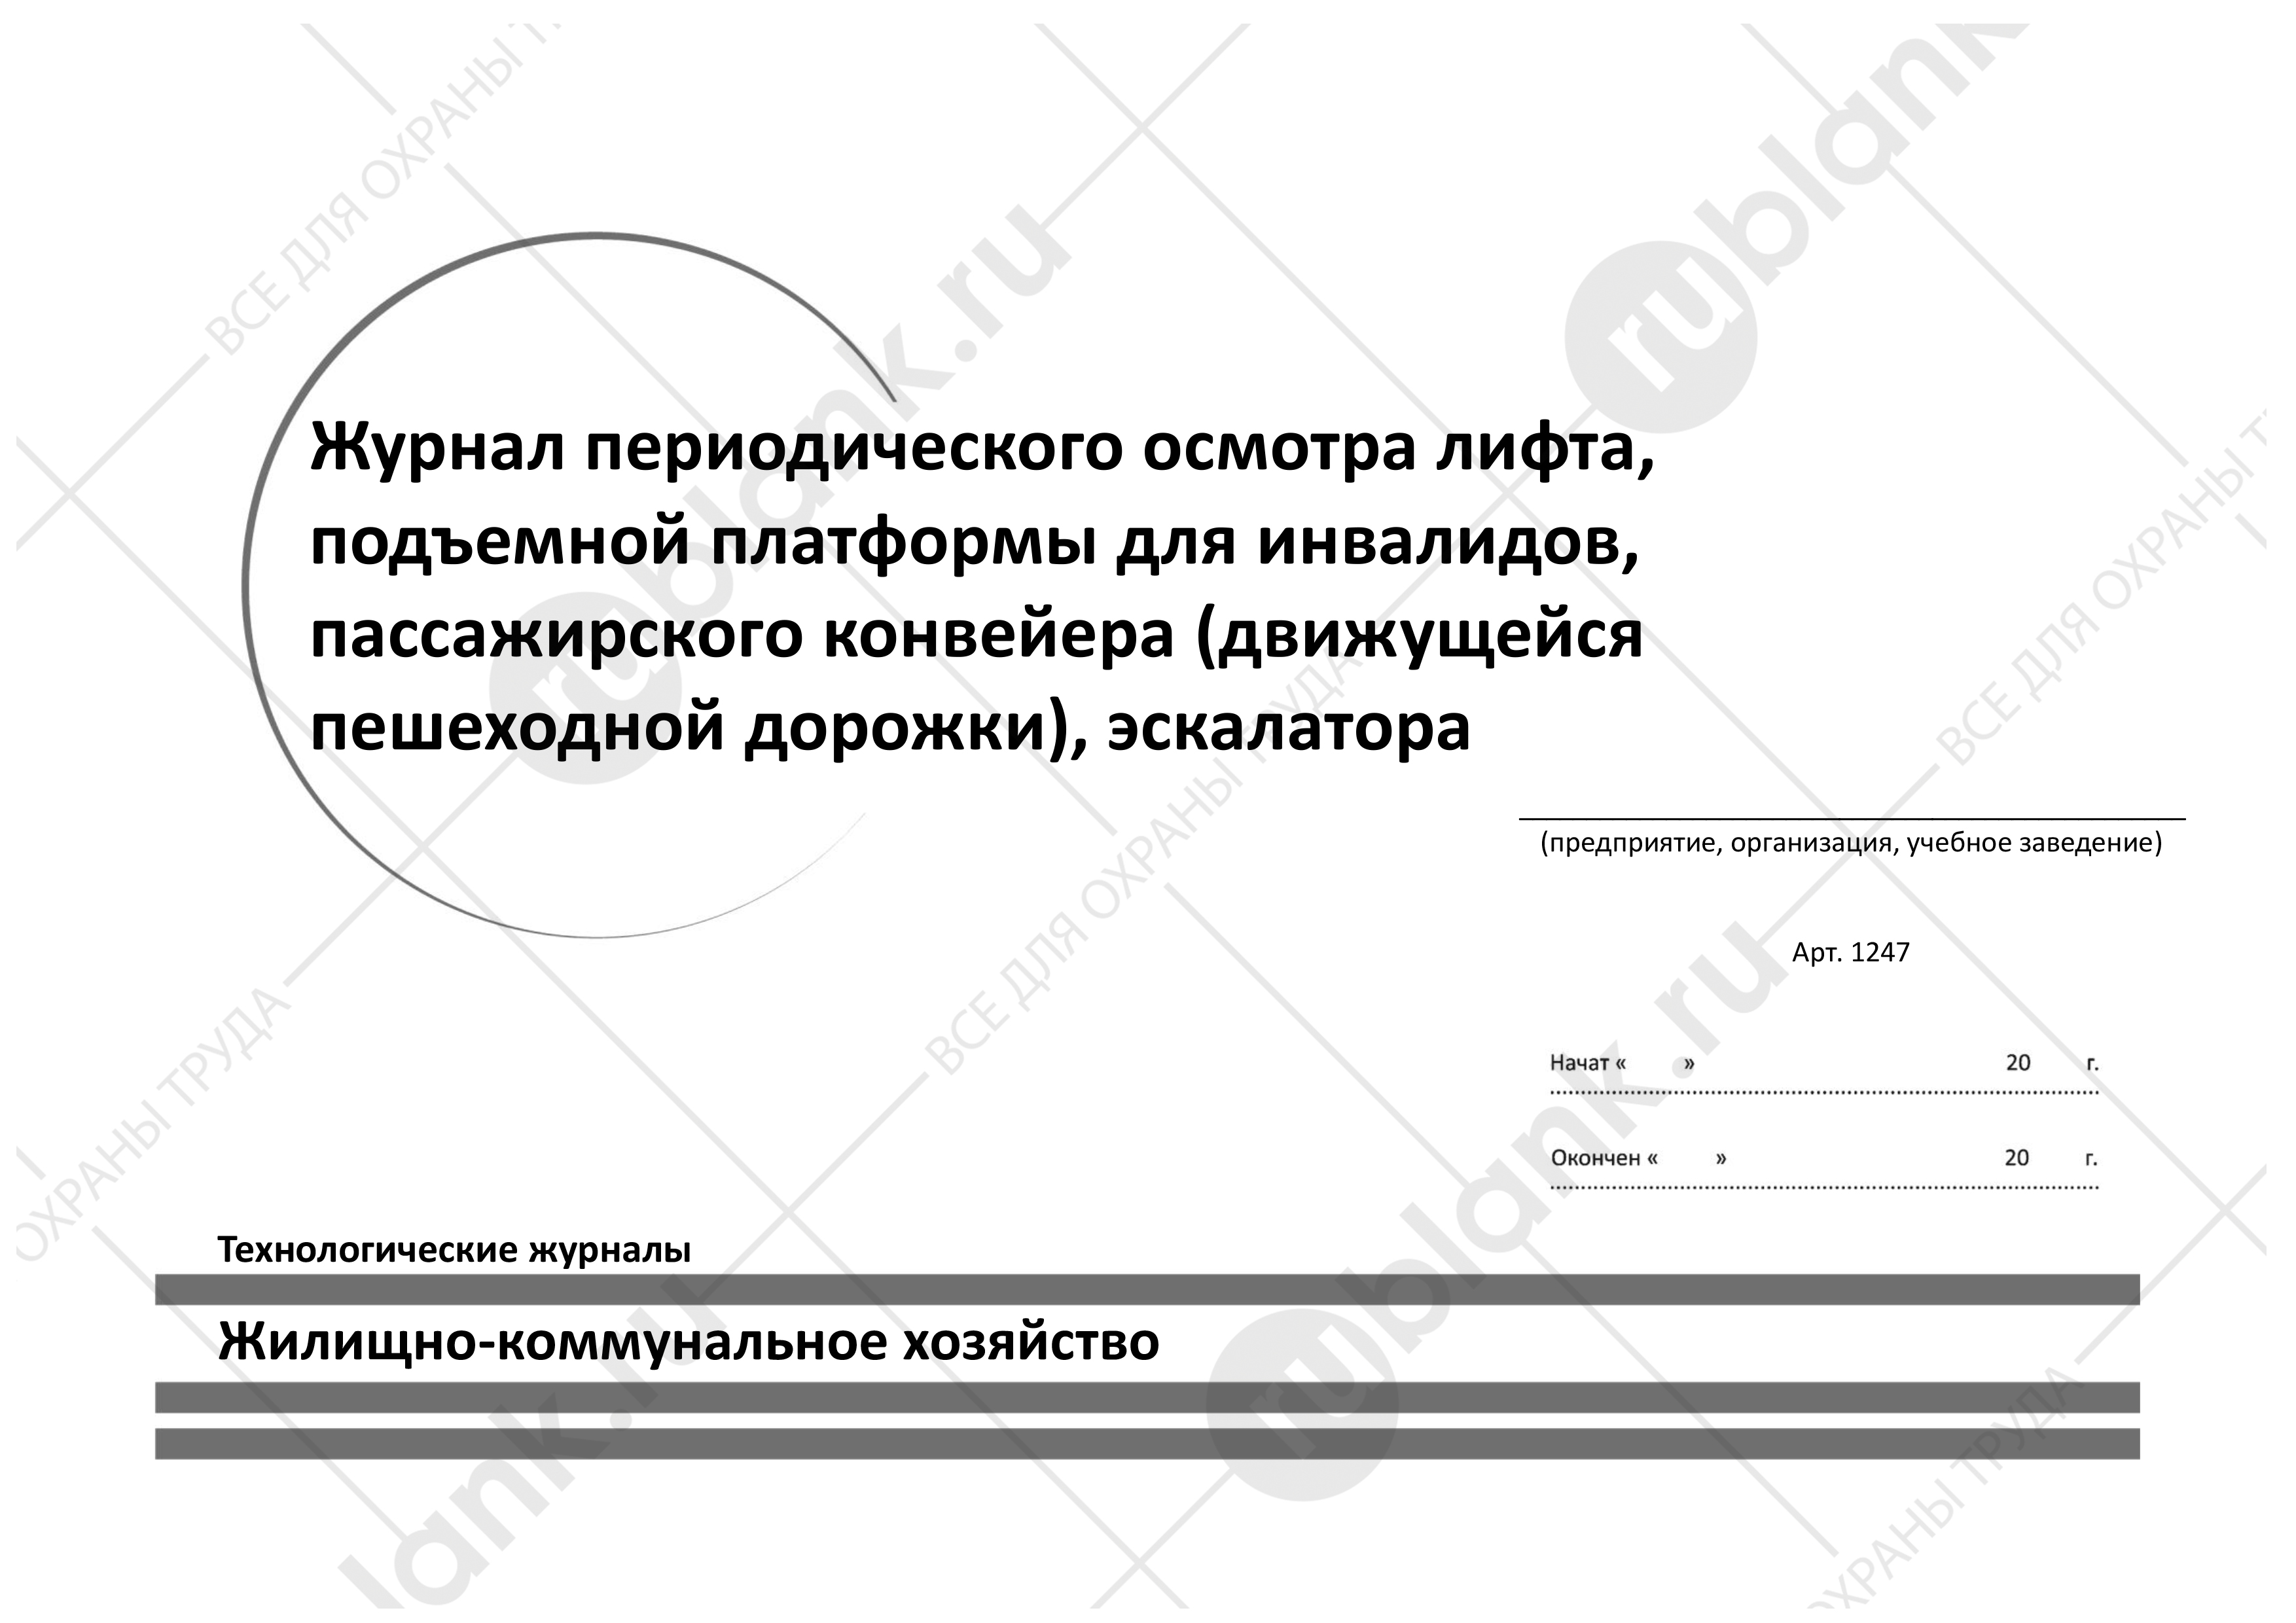 Журнал периодического осмотра лифта,
подъемной платформы для инвалидов,
пассажирского конвейера (движущейся
пешеходной дорожки), эскалатора
(предприятие, организация, учебное заведение)
Арт. 1247
Начат « » 20 г.
Окончен « » 20 г.
Технологические журналы
Жилищно-коммунальное хозяйство
ВСЕ ДЛЯ ОХРАНЫ ТРУДА
rublank.ru